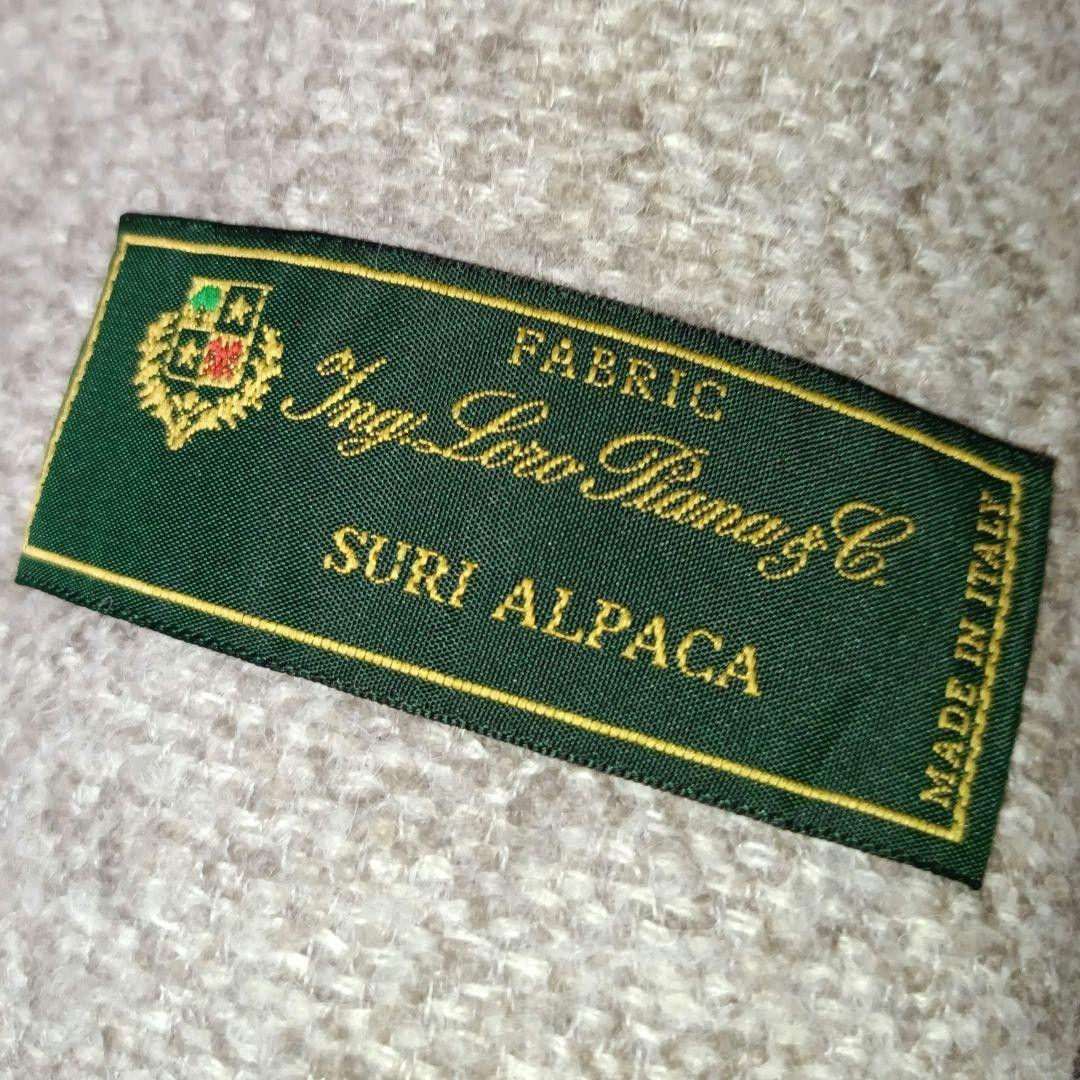 FABRIC
Ing. Loro Piana & C.
SURI ALPACA
MADE IN ITALY